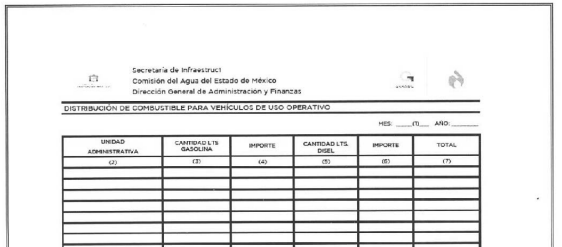 Secretaría de Infraestruct
Comisión del Agua del Estado de México
Dirección General de Administración y Finanzas
DISTRIBUCIÓN DE COMBUSTIBLE PARA VEHÍCULOS DE USO OPERATIVO
MES: ____(1)__ AÑO:_______
UNIDAD ADMINISTRATIVA CANTIDAD LTS GASOLINA IMPORTE CANTIDAD LTS. DISEL IMPORTE TOTAL
(2) (3) (4) (5) (6) (7)